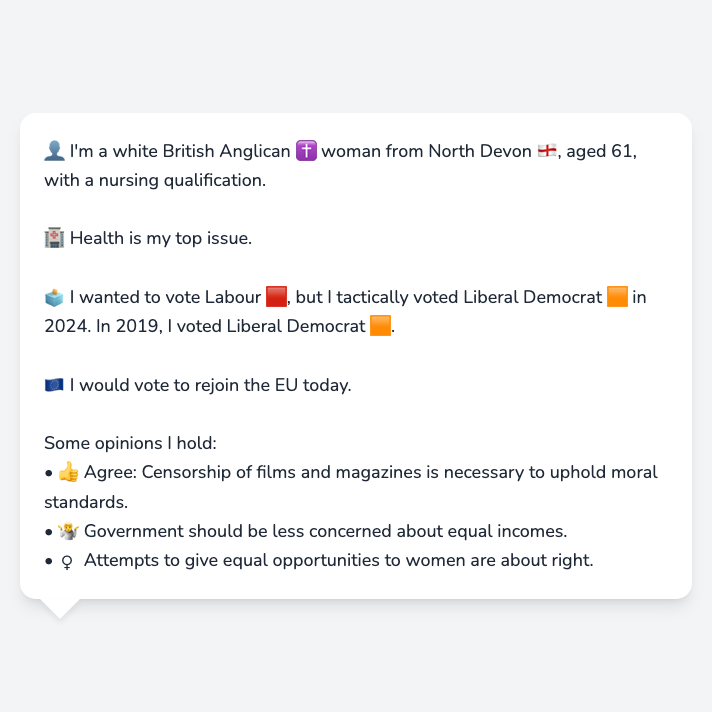 👤 I'm a white British Anglican ✝️ woman from North Devon 🏴󠁧󠁢󠁥󠁮󠁧󠁿, aged 61,
with a nursing qualification.
🏥 Health is my top issue.
🗳️ I wanted to vote Labour 🟥, but I tactically voted Liberal Democrat 🟧 in
2024. In 2019, I voted Liberal Democrat 🟧.
🇪🇺 I would vote to rejoin the EU today.
Some opinions I hold:
• 👍 Agree: Censorship of films and magazines is necessary to uphold moral
standards.
• 🤷 Government should be less concerned about equal incomes.
• ♀ Attempts to give equal opportunities to women are about right.